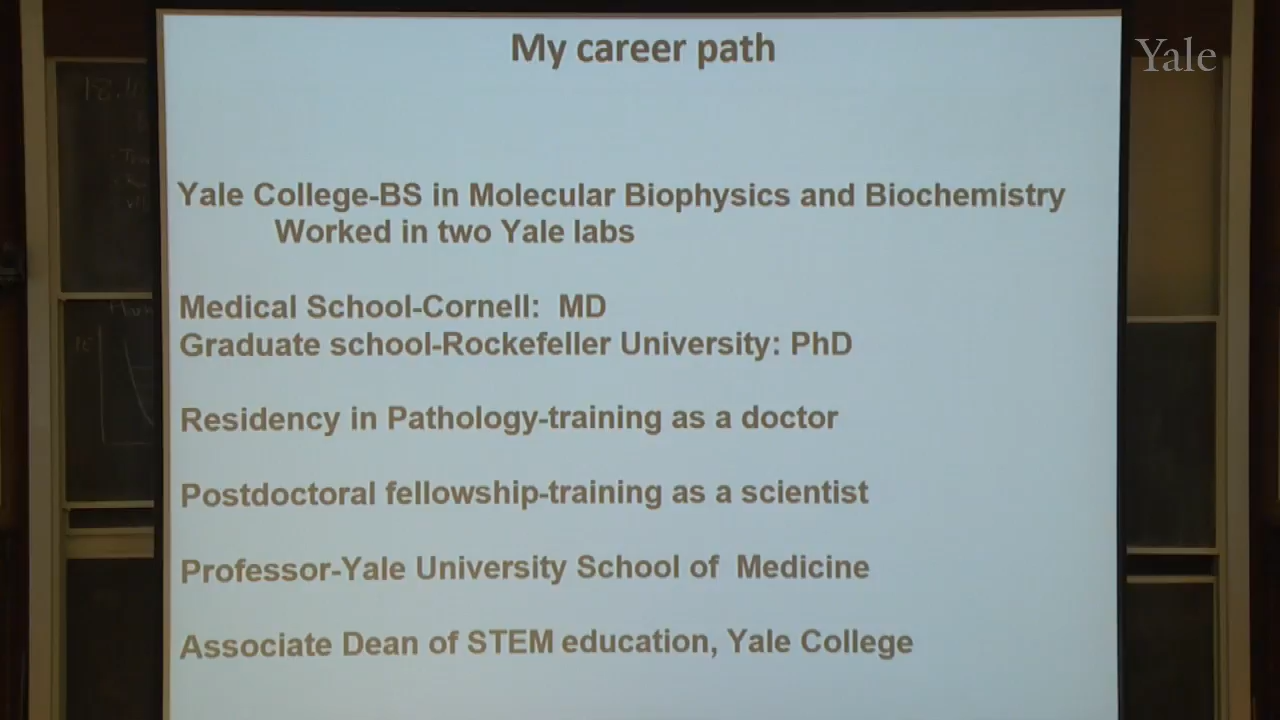 My career path
Yale
Yale College-BS in Molecular Biophysics and Biochemistry
Worked in two Yale labs
Medical School-Cornell:  MD
Graduate school-Rockefeller University: PhD
Residency in Pathology-training as a doctor
Postdoctoral fellowship-training as a scientist
Professor-Yale University School of  Medicine
Associate Dean of STEM education, Yale College